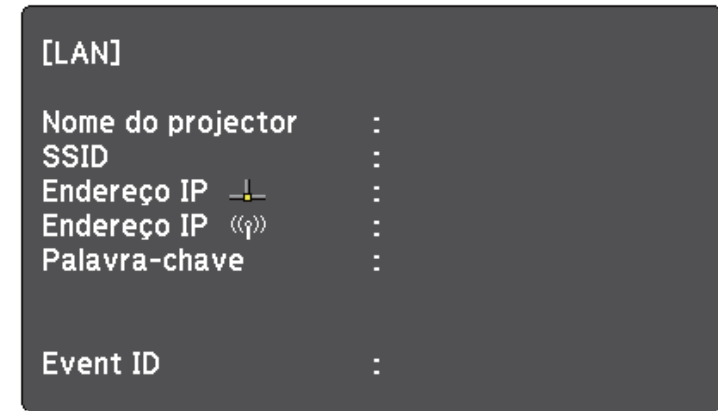 [LAN]
Nome do projector :
SSID :
Endereço IP :
Endereço IP :
Palavra-chave :
Event ID :